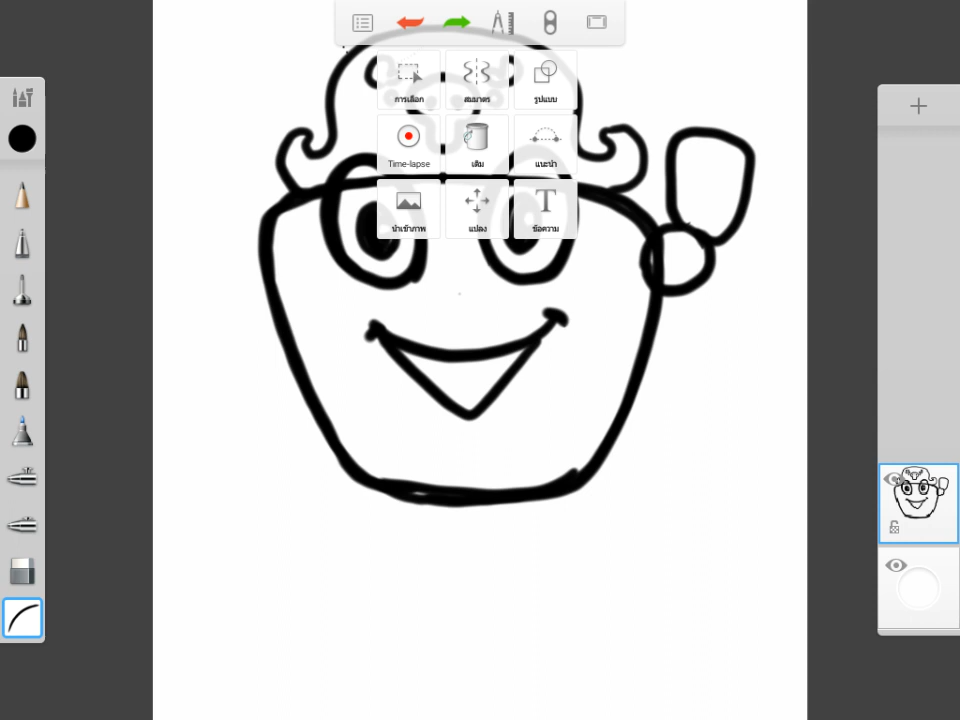 การเลือก
สมมาตร
รูปแบบ
Time-lapse
เติม
แนะนำ
นำเข้าภาพ
แปลง
ข้อความ